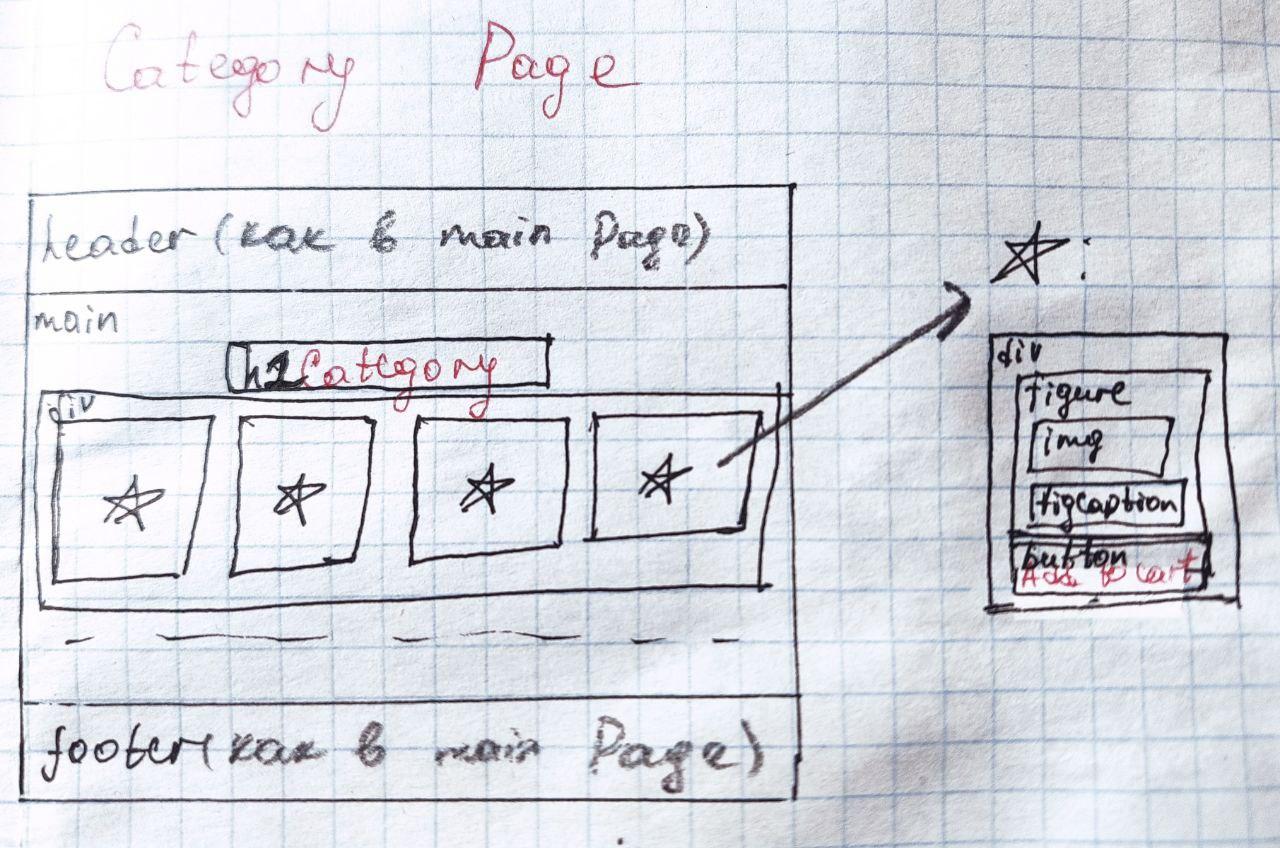 Category Page
header (как в main Page)
main
h1 Category
div
footer (как в main Page)
:
div
figure
img
figcaption
button
Add to cart